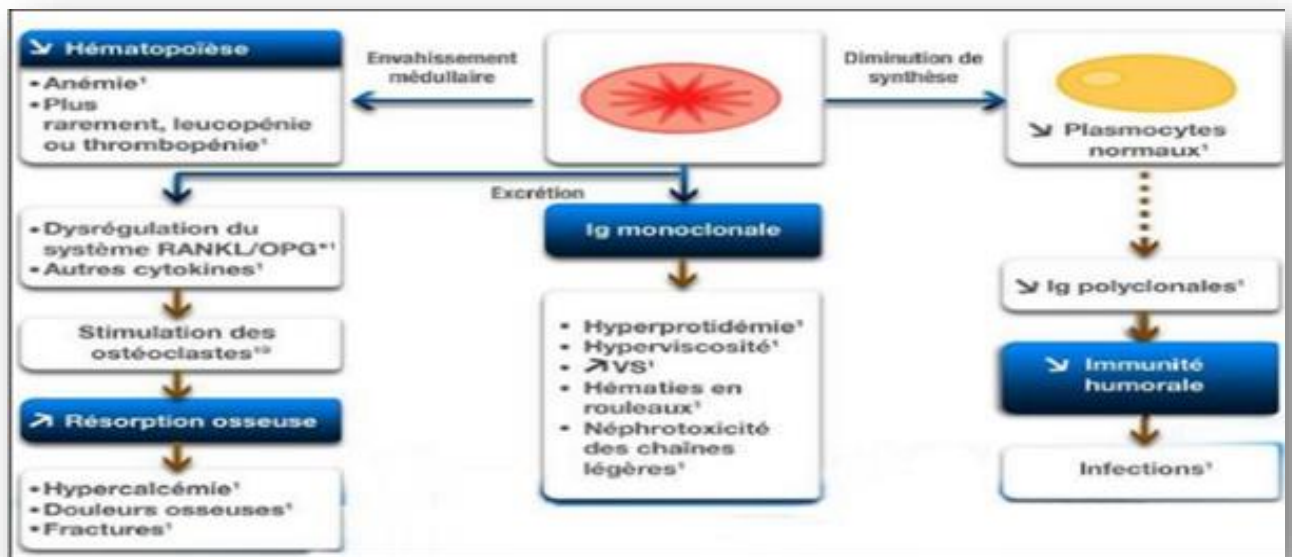 ↘ Hématopoïèse
• Anémie¹
• Plus
rarement, leucopénie
ou thrombopénie¹
Envahissement
médullaire
Diminution de
synthèse
↘ Plasmocytes
normaux¹
Excrétion
• Dysrégulation du
système RANKL/OPG*¹
• Autres cytokines¹
Stimulation des
ostéoclastes
↗ Résorption osseuse
• Hypercalcémie¹
• Douleurs osseuses¹
• Fractures¹
Ig monoclonale
• Hyperprotidémie¹
• Hyperviscosité¹
• ↗ VS¹
• Hématies en
rouleaux¹
• Néphrotoxicité
des chaînes
légères¹
↘ Ig polyclonales¹
↘ Immunité
humorale
Infections¹